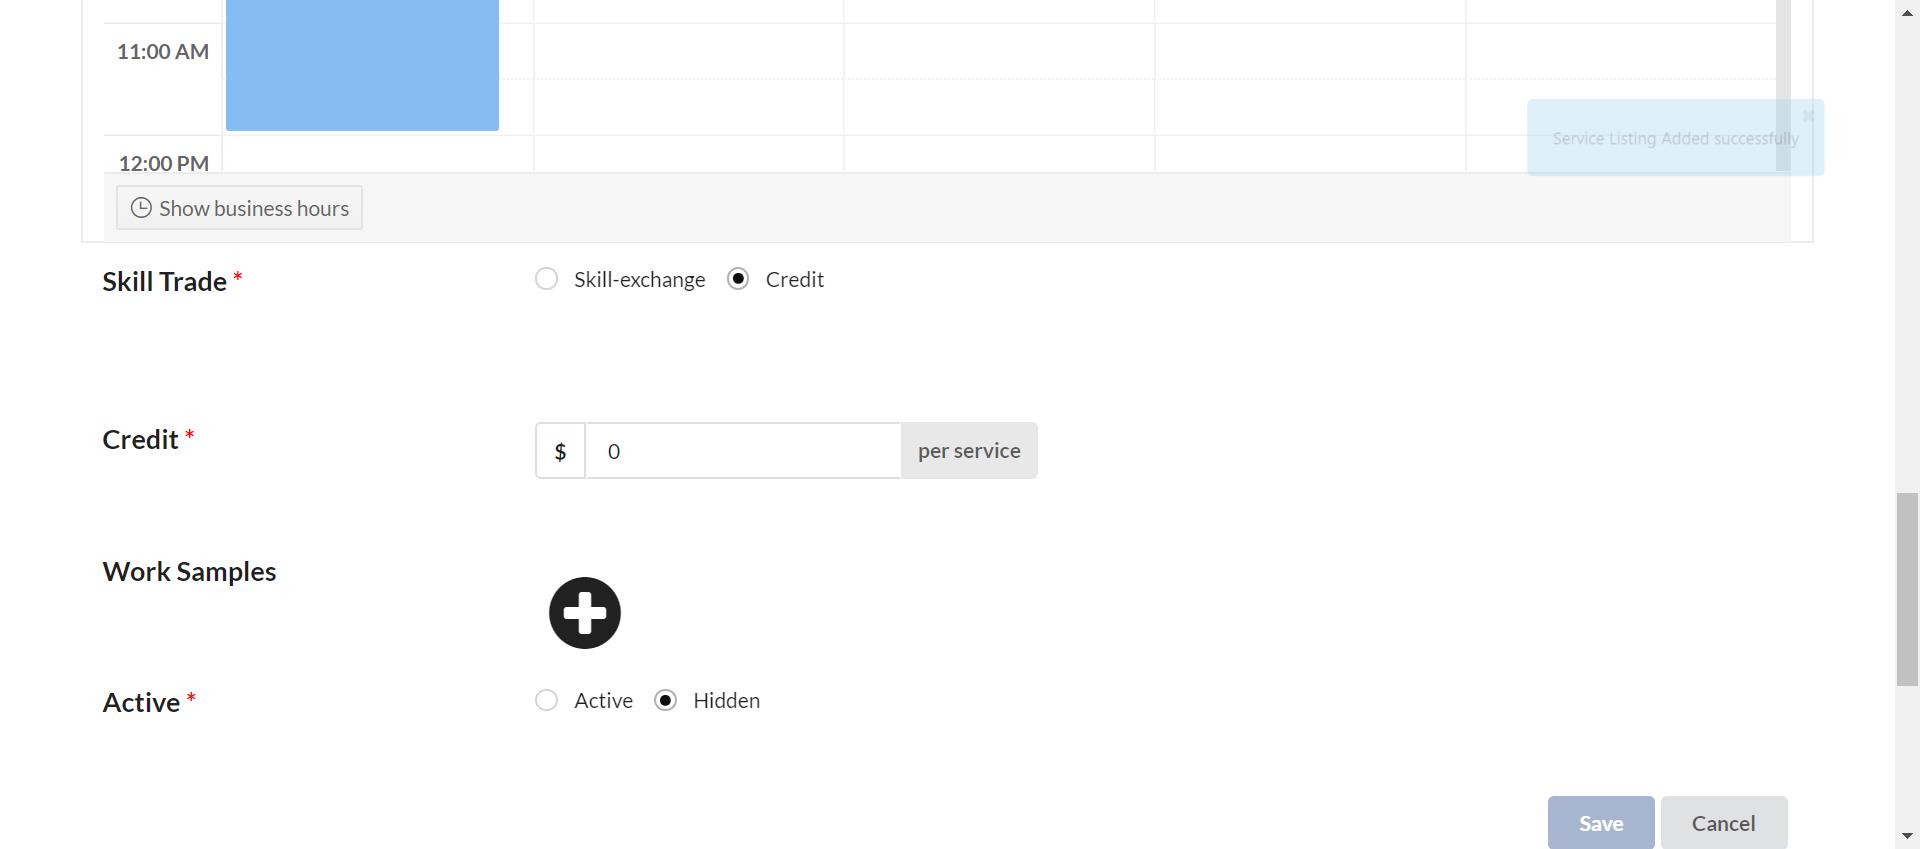 11:00 AM
Service Listing Added successfully
12:00 PM
Show business hours
Skill Trade *
Skill-exchange
Credit
Credit *
$
0
per service
Work Samples
Active *
Active
Hidden
Save
Cancel